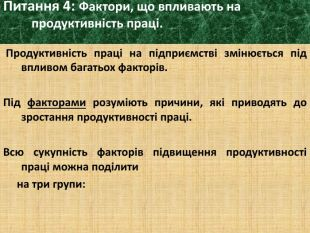 Питання 4: Фактори, що впливають на
продуктивність праці.
Продуктивність праці на підприємстві змінюється під
впливом багатьох факторів.
Під факторами розуміють причини, які приводять до
зростання продуктивності праці.
Всю сукупність факторів підвищення продуктивності
праці можна поділити
на три групи: